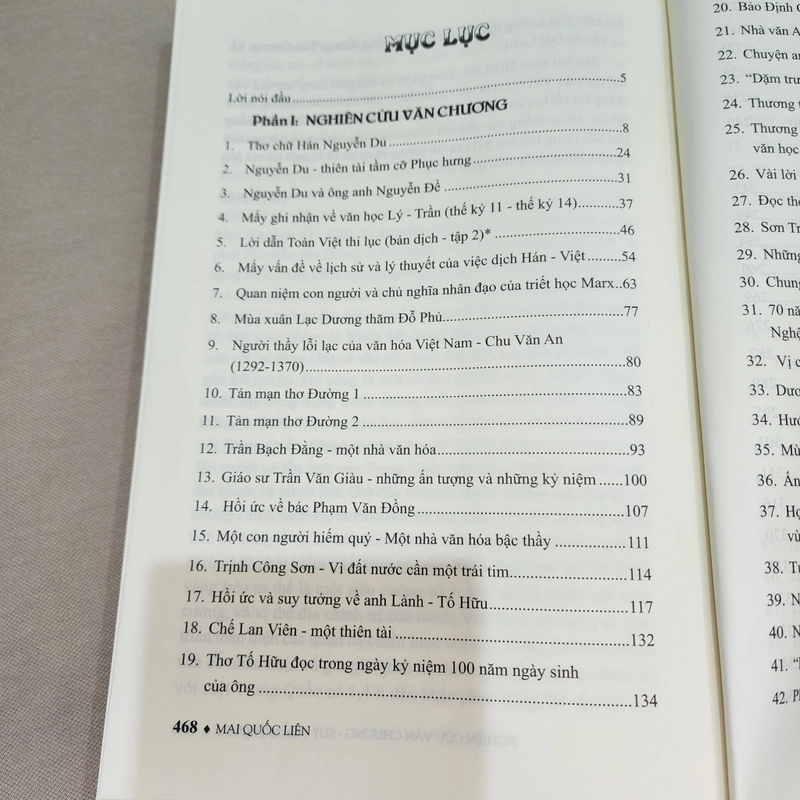 MỤC LỤC
Lời nói đầu......5
Phần I: NGHIÊN CỨU VĂN CHƯƠNG
1. Thơ chữ Hán Nguyễn Du......8
2. Nguyễn Du - thiên tài tầm cỡ Phục hưng......24
3. Nguyễn Du và ông anh Nguyễn Đề......31
4. Mấy ghi nhận về văn học Lý - Trần (thế kỷ 11 - thế kỷ 14)......37
5. Lời dẫn Toàn Việt thi lục (bản dịch - tập 2)*......46
6. Mấy vấn đề về lịch sử và lý thuyết của việc dịch Hán - Việt......54
7. Quan niệm con người và chủ nghĩa nhân đạo của triết học Marx..63
8. Mùa xuân Lạc Dương thăm Đỗ Phủ......77
9. Người thầy lỗi lạc của văn hóa Việt Nam - Chu Văn An
(1292-1370)......80
10. Tản mạn thơ Đường 1......83
11. Tản mạn thơ Đường 2......89
12. Trần Bạch Đằng - một nhà văn hóa......93
13. Giáo sư Trần Văn Giàu - những ấn tượng và những kỷ niệm......100
14. Hồi ức về bác Phạm Văn Đồng......107
15. Một con người hiếm quý - Một nhà văn hóa bậc thầy......111
16. Trịnh Công Sơn - Vì đất nước cần một trái tim......114
17. Hồi ức và suy tưởng về anh Lành - Tố Hữu......117
18. Chế Lan Viên - một thiên tài......132
19. Thơ Tố Hữu đọc trong ngày kỷ niệm 100 năm ngày sinh
của ông......134
468 ♦ MAI QUỐC LIÊN
20. Bảo Định
21. Nhà văn
22. Chuyện
23. "Dặm
24. Thương
25. Thương
văn học
26. Vài lời
27. Đọc
28. Sơn
29. Những
30. Chung
31. 70
32. Vị
33.
34.
35.
36.
37.
38.
39.
40.
41.
42.